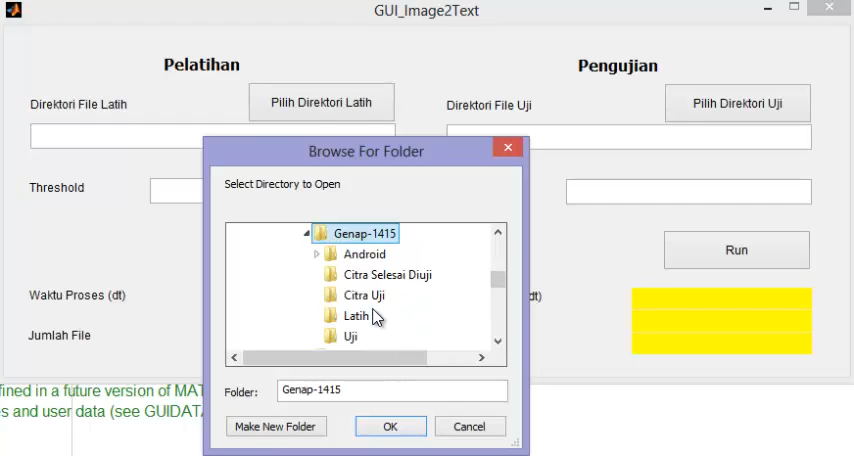 GUI_Image2Text
Pelatihan
Pengujian
Direktori File Latih
Pilih Direktori Latih
Direktori File Uji
Pilih Direktori Uji
Threshold
Run
Waktu Proses (dt)
dt)
Jumlah File
Browse For Folder
Select Directory to Open
Genap-1415
Android
Citra Selesai Diuji
Citra Uji
Latih
Uji
Folder:
Genap-1415
Make New Folder
OK
Cancel
fined in a future version of MAT
es and user data (see GUIDATA